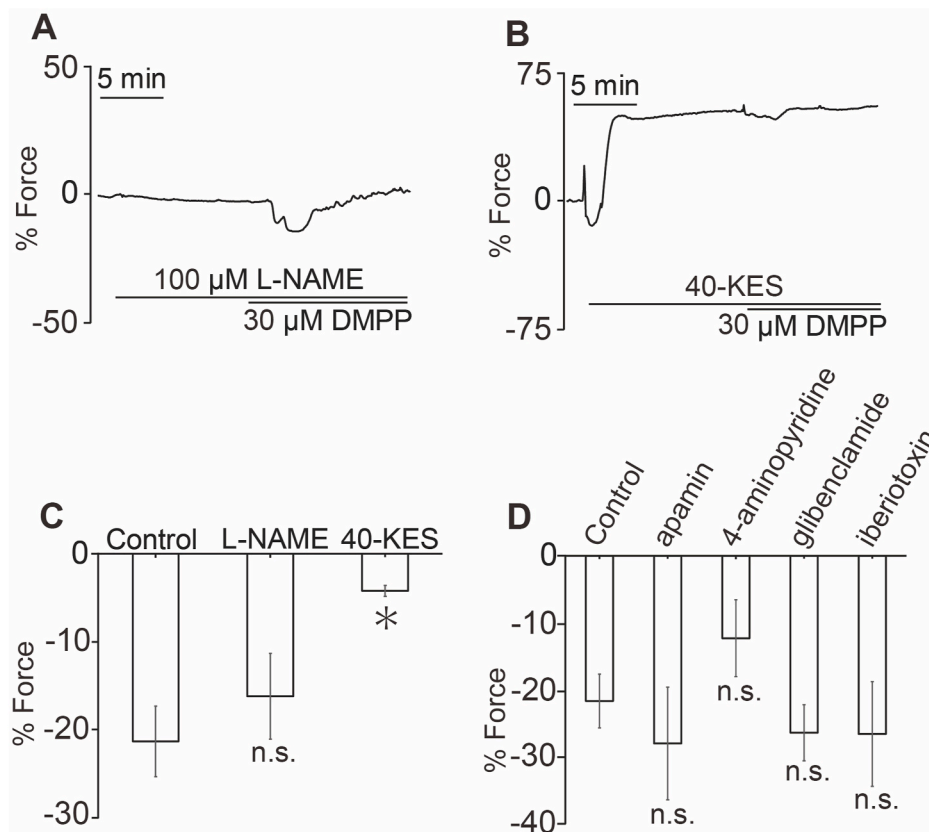 A
50
5 min
0
-50
% Force
100 μM L-NAME
30 μM DMPP
B
75
5 min
0
-75
% Force
40-KES
30 μM DMPP
C
Control L-NAME 40-KES
0
-10
-20
-30
% Force
n.s.
*
D
Control
apamin
4-aminopyridine
glibenclamide
iberiotoxin
0
-10
-20
-30
-40
% Force
n.s.
n.s.
n.s.
n.s.